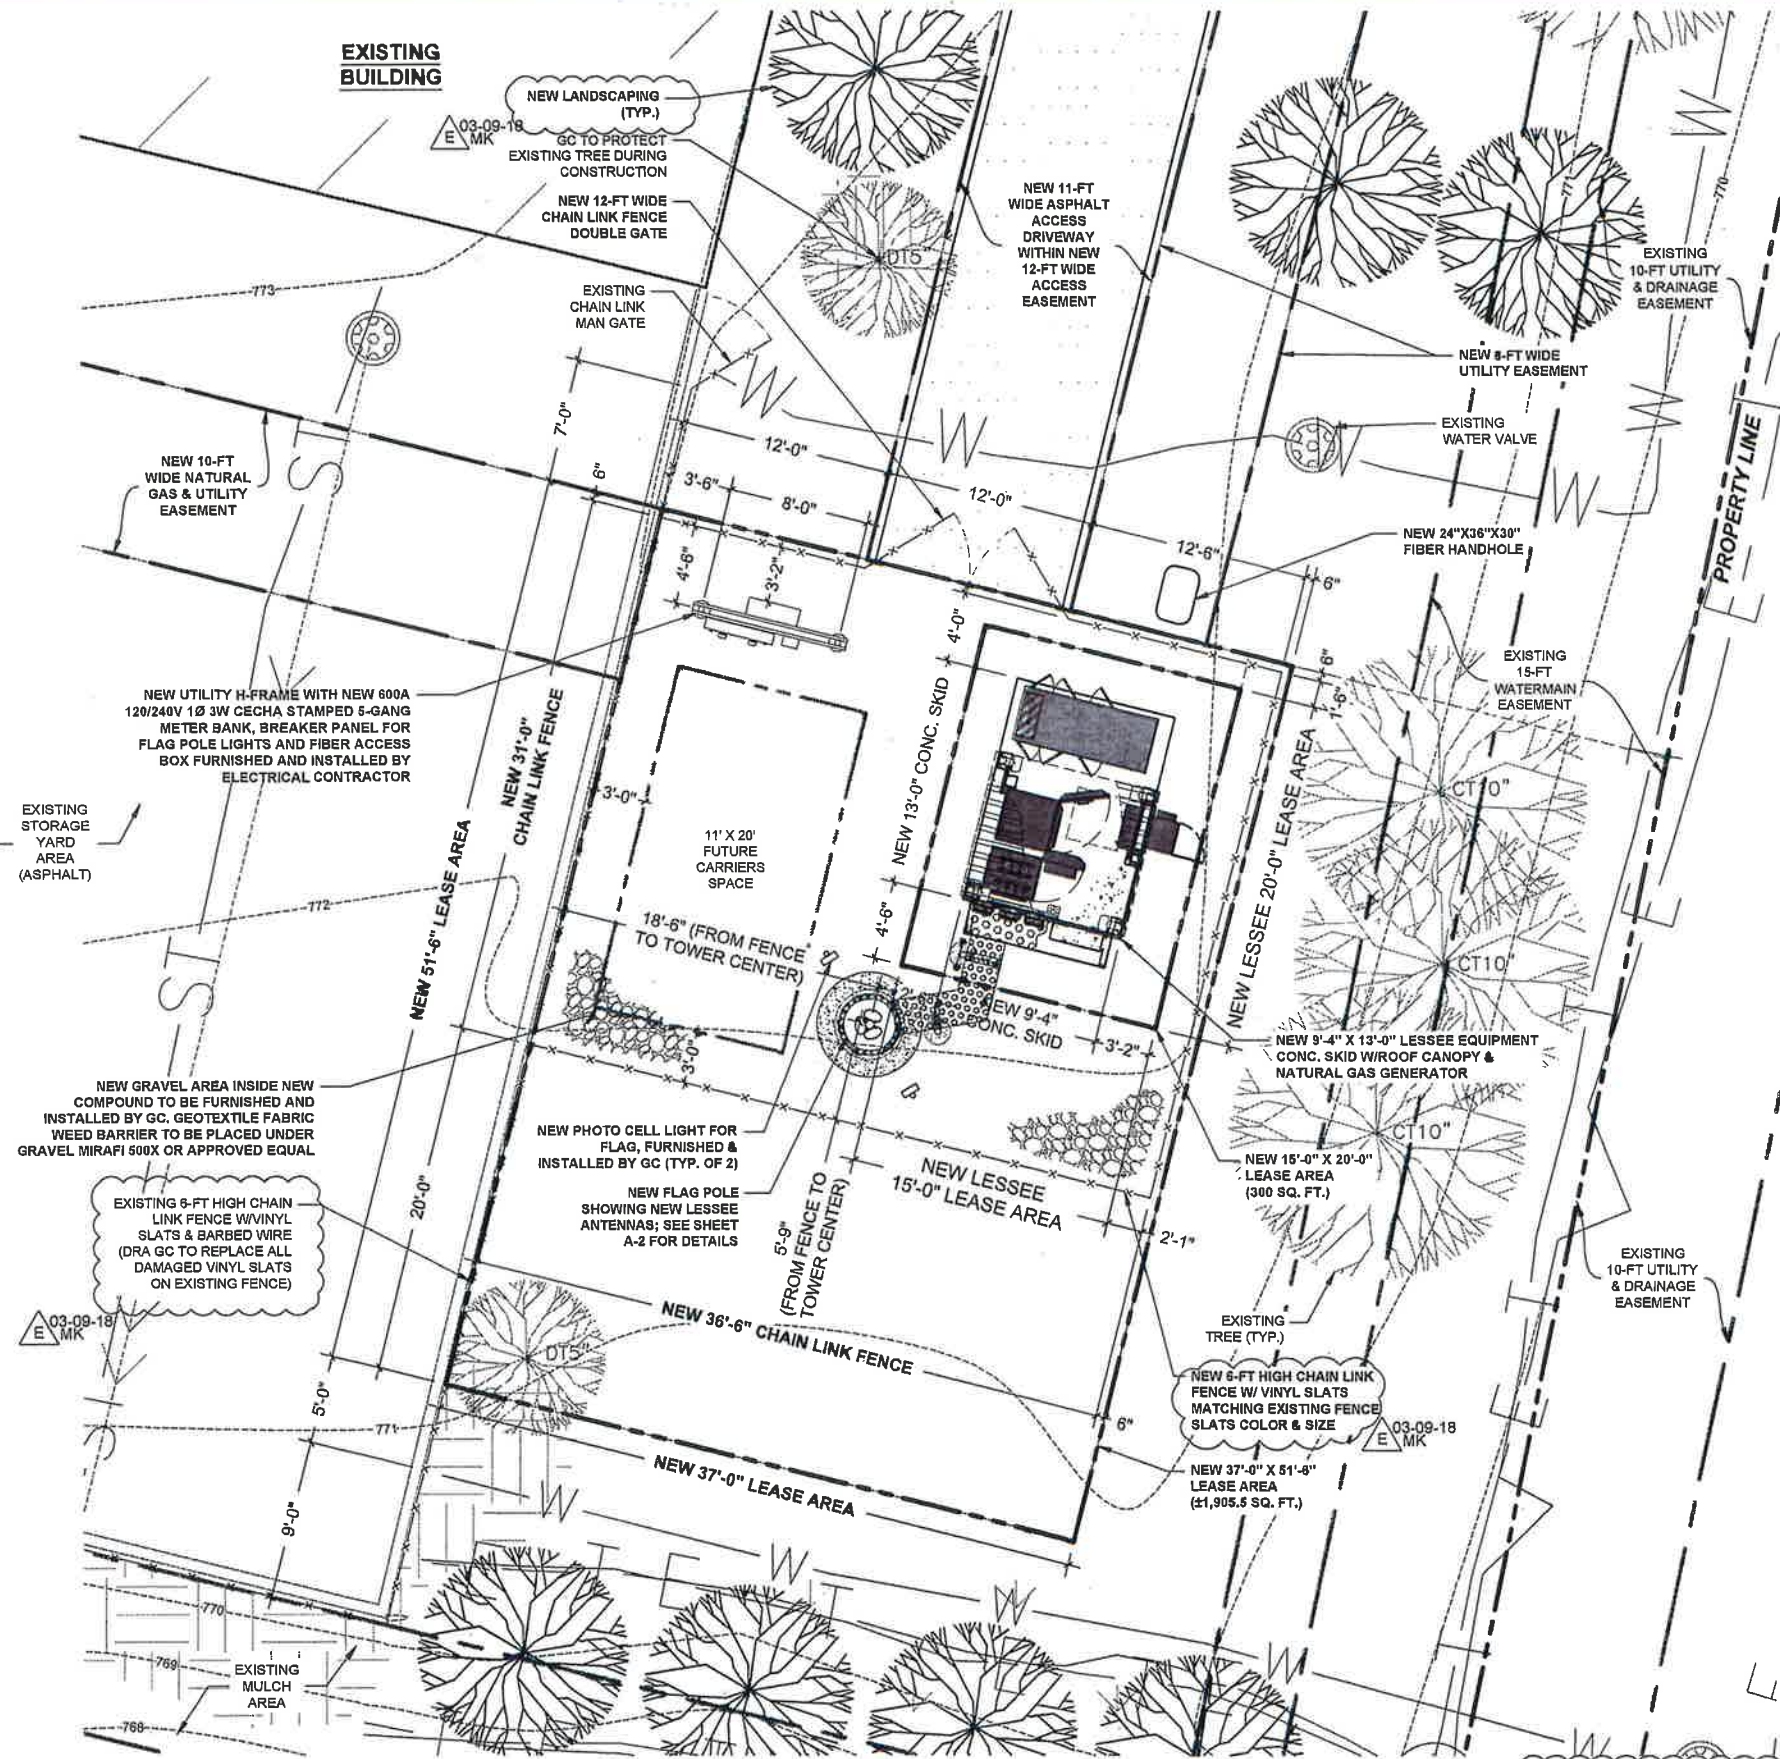 EXISTING
BUILDING
NEW LANDSCAPING
(TYP.)
E
03-09-18
MK
GC TO PROTECT
EXISTING TREE DURING
CONSTRUCTION
NEW 12-FT WIDE
CHAIN LINK FENCE
DOUBLE GATE
EXISTING
CHAIN LINK
MAN GATE
DT5"
NEW 11-FT
WIDE ASPHALT
ACCESS
DRIVEWAY
WITHIN NEW
12-FT WIDE
ACCESS
EASEMENT
771
770
EXISTING
10-FT UTILITY
& DRAINAGE
EASEMENT
773
NEW 8-FT WIDE
UTILITY EASEMENT
EXISTING
WATER VALVE
PROPERTY LINE
NEW 10-FT
WIDE NATURAL
GAS & UTILITY
EASEMENT
7'-0"
6"
12'-0"
3'-6"
8'-0"
12'-0"
12'-6"
6"
W
W
W
W
W
W
ST
NEW 24"X36"X30"
FIBER HANDHOLE
4'-6"
3'-2"
4'-0"
6"
1'-6"
EXISTING
15-FT
WATERMAIN
EASEMENT
NEW UTILITY H-FRAME WITH NEW 600A
120/240V 1Ø 3W CECHA STAMPED 5-GANG
METER BANK, BREAKER PANEL FOR
FLAG POLE LIGHTS AND FIBER ACCESS
BOX FURNISHED AND INSTALLED BY
ELECTRICAL CONTRACTOR
NEW 31'-0"
CHAIN LINK FENCE
NEW 51'-6" LEASE AREA
NEW 13'-0" CONC. SKID
NEW LESSEE 20'-0" LEASE AREA
CT10"
EXISTING
STORAGE
YARD
AREA
(ASPHALT)
3'-0"
11' X 20'
FUTURE
CARRIERS
SPACE
772
4'-6"
18'-6" (FROM FENCE
TO TOWER CENTER)
CT10"
ST
NEW 9'-4"
CONC. SKID
3'-2"
3'-0"
NEW 9'-4" X 13'-0" LESSEE EQUIPMENT
CONC. SKID W/ROOF CANOPY &
NATURAL GAS GENERATOR
NEW GRAVEL AREA INSIDE NEW
COMPOUND TO BE FURNISHED AND
INSTALLED BY GC. GEOTEXTILE FABRIC
WEED BARRIER TO BE PLACED UNDER
GRAVEL MIRAFI 500X OR APPROVED EQUAL
NEW PHOTO CELL LIGHT FOR
FLAG, FURNISHED &
INSTALLED BY GC (TYP. OF 2)
CT10"
NEW 15'-0" X 20'-0"
LEASE AREA
(300 SQ. FT.)
NEW FLAG POLE
SHOWING NEW LESSEE
ANTENNAS; SEE SHEET
A-2 FOR DETAILS
NEW LESSEE
15'-0" LEASE AREA
5'-9"
(FROM FENCE TO
TOWER CENTER)
2'-1"
20'-0"
EXISTING 6-FT HIGH CHAIN
LINK FENCE W/VINYL
SLATS & BARBED WIRE
(DRA GC TO REPLACE ALL
DAMAGED VINYL SLATS
ON EXISTING FENCE)
E
03-09-18
MK
EXISTING
10-FT UTILITY
& DRAINAGE
EASEMENT
EXISTING
TREE (TYP.)
NEW 36'-6" CHAIN LINK FENCE
DT5"
NEW 6-FT HIGH CHAIN LINK
FENCE W/ VINYL SLATS
MATCHING EXISTING FENCE
SLATS COLOR & SIZE
E
03-09-18
MK
5'-0"
771
6"
NEW 37'-0" LEASE AREA
NEW 37'-0" X 51'-6"
LEASE AREA
(±1,905.5 SQ. FT.)
9'-0"
W
W
W
W
W
770
769
768
EXISTING
MULCH
AREA